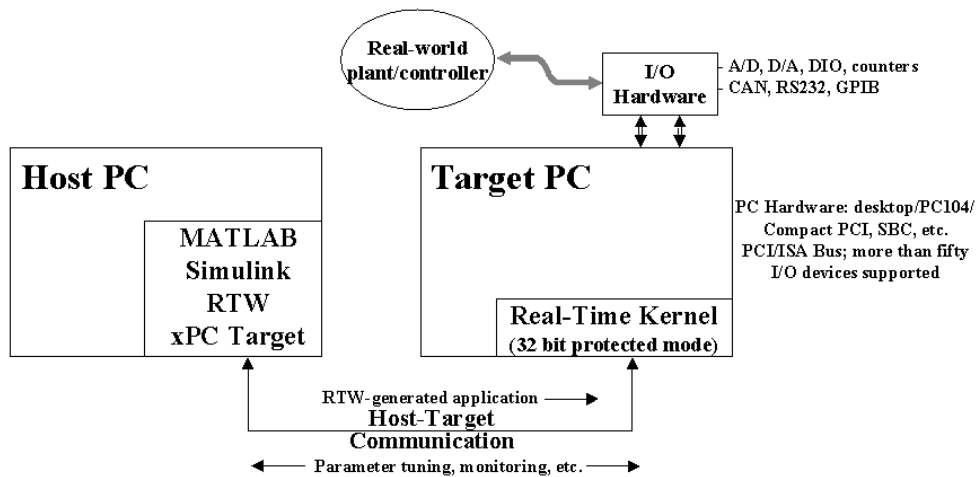 Real-world
plant/controller
I/O
Hardware
A/D, D/A, DIO, counters
CAN, RS232, GPIB
Host PC
MATLAB
Simulink
RTW
xPC Target
Target PC
Real-Time Kernel
(32 bit protected mode)
PC Hardware: desktop/PC104/
Compact PCI, SBC, etc.
PCI/ISA Bus; more than fifty
I/O devices supported
RTW-generated application
Host-Target
Communication
Parameter tuning, monitoring, etc.